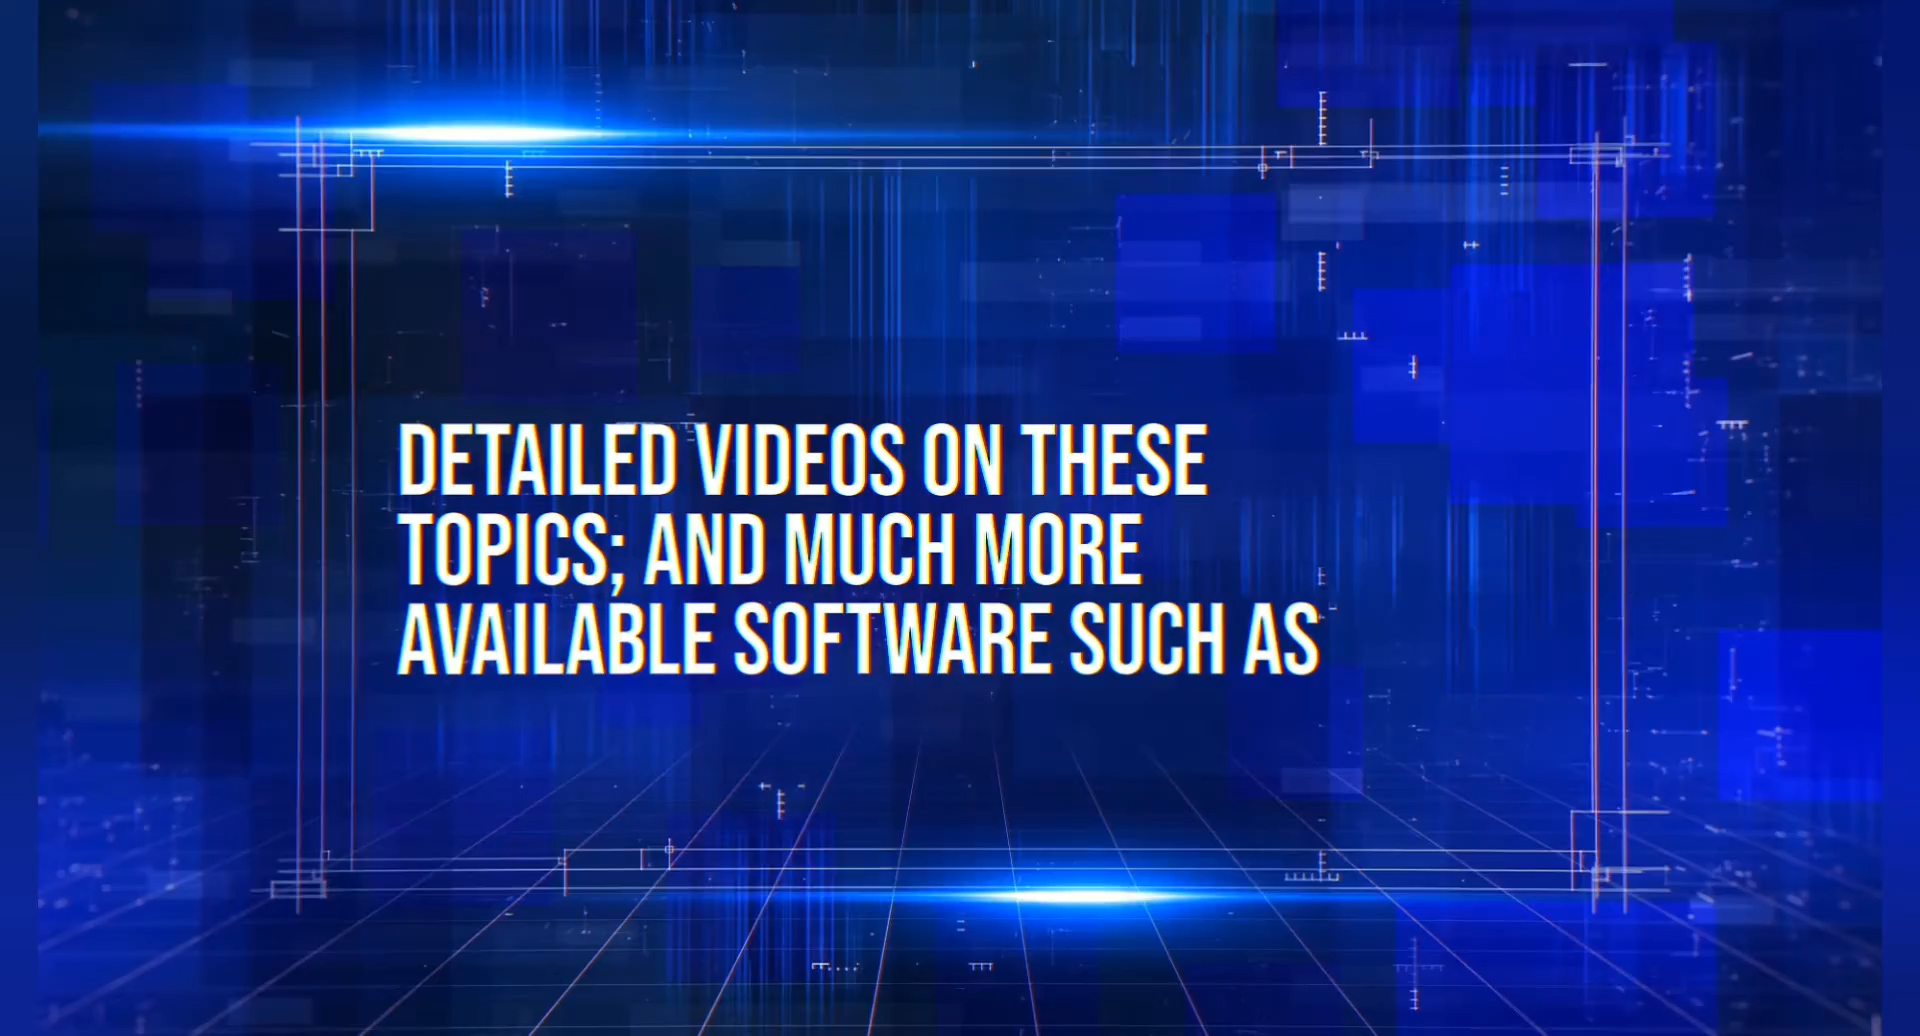 DETAILED VIDEOS ON THESE
TOPICS; AND MUCH MORE
AVAILABLE SOFTWARE SUCH AS